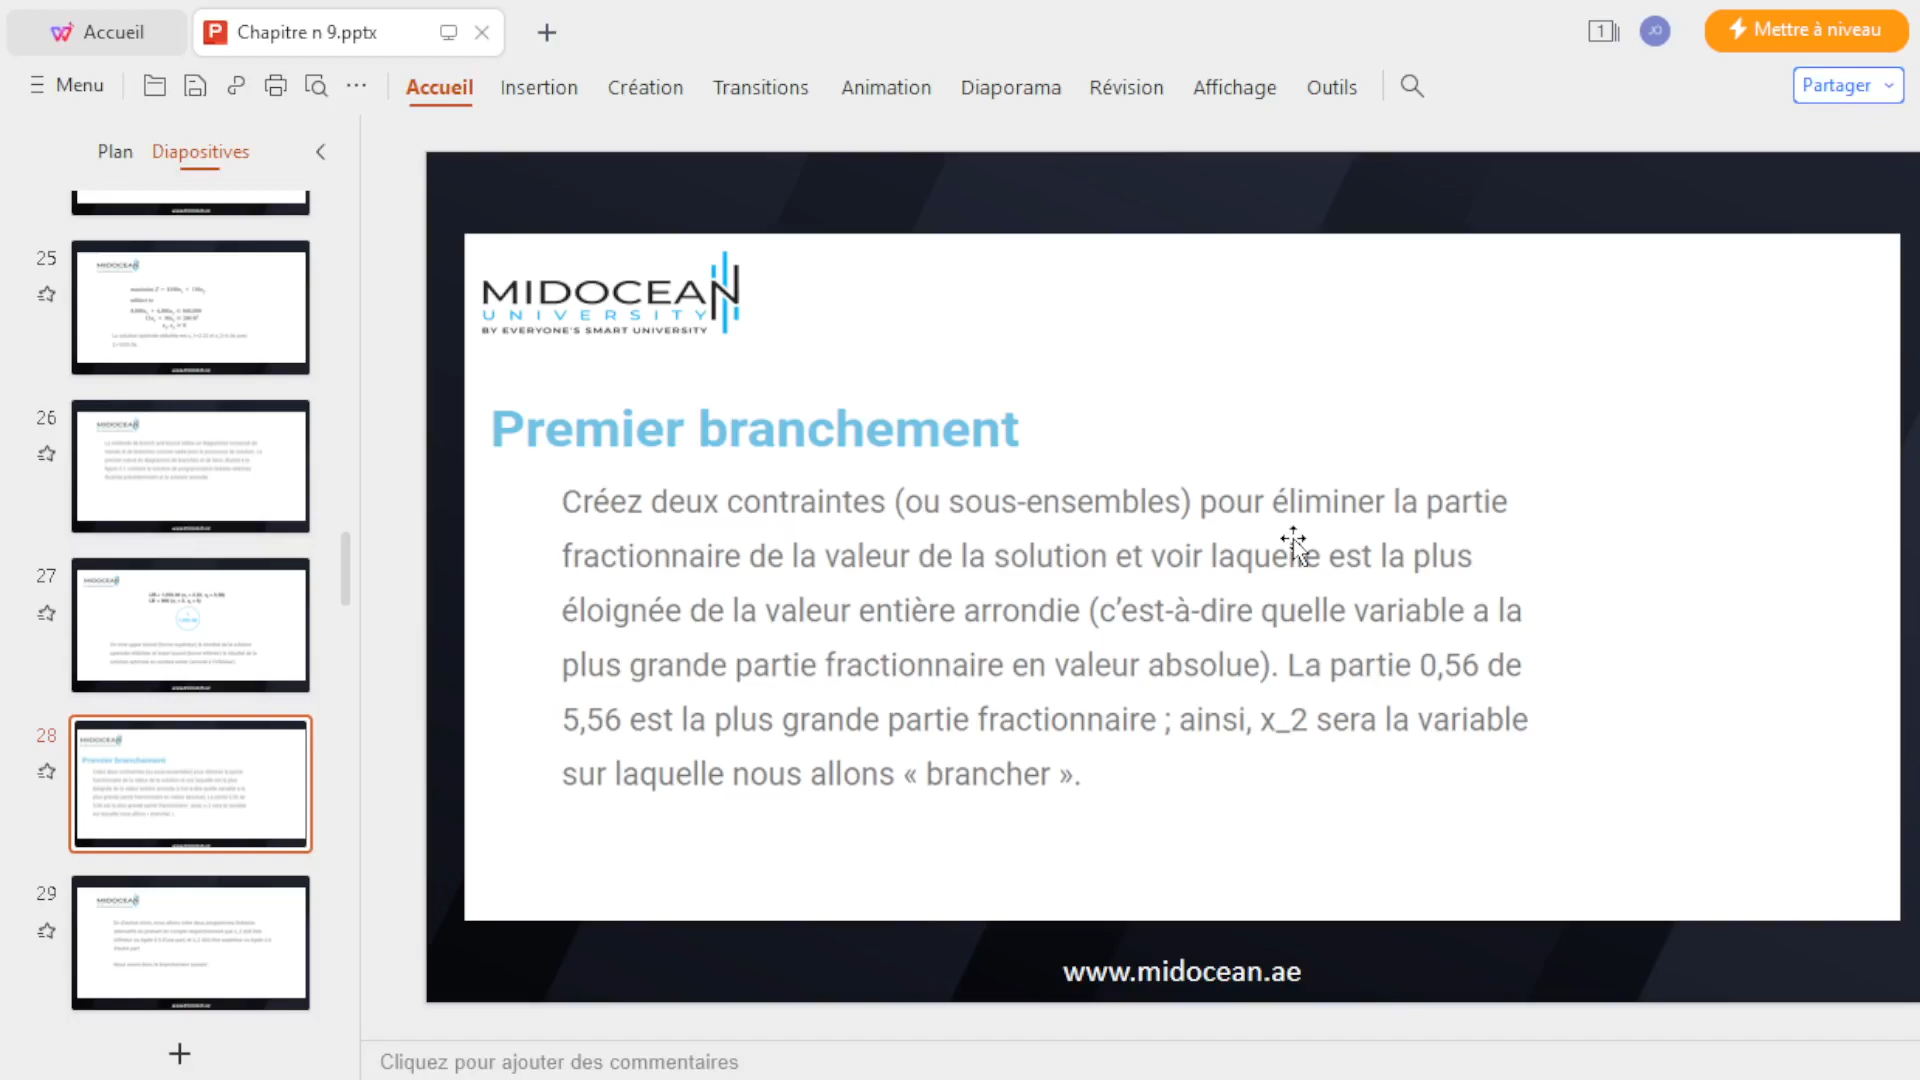 Accueil
Chapitre n 9.pptx
1
JO
Mettre à niveau
Menu
Accueil
Insertion
Création
Transitions
Animation
Diaporama
Révision
Affichage
Outils
Partager
Plan
Diapositives
25
26
27
28
29
MIDOCEAN
UNIVERSITY
BY EVERYONE'S SMART UNIVERSITY
Premier branchement
Créez deux contraintes (ou sous-ensembles) pour éliminer la partie
fractionnaire de la valeur de la solution et voir laquelle est la plus
éloignée de la valeur entière arrondie (c’est-à-dire quelle variable a la
plus grande partie fractionnaire en valeur absolue). La partie 0,56 de
5,56 est la plus grande partie fractionnaire ; ainsi, x_2 sera la variable
sur laquelle nous allons « brancher ».
www.midocean.ae
Cliquez pour ajouter des commentaires